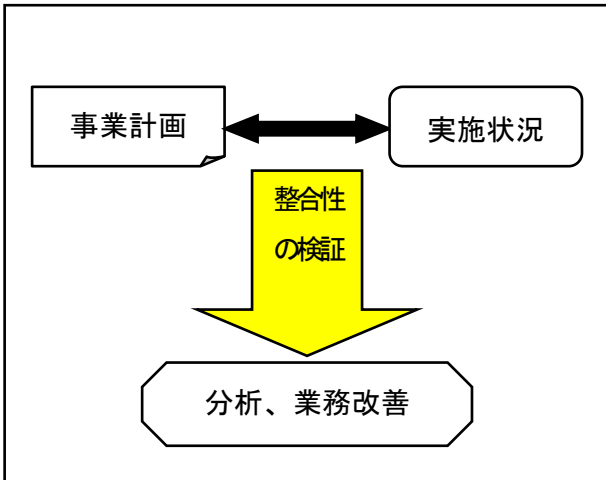 事業計画
実施状況
整合性
の検証
分析、業務改善